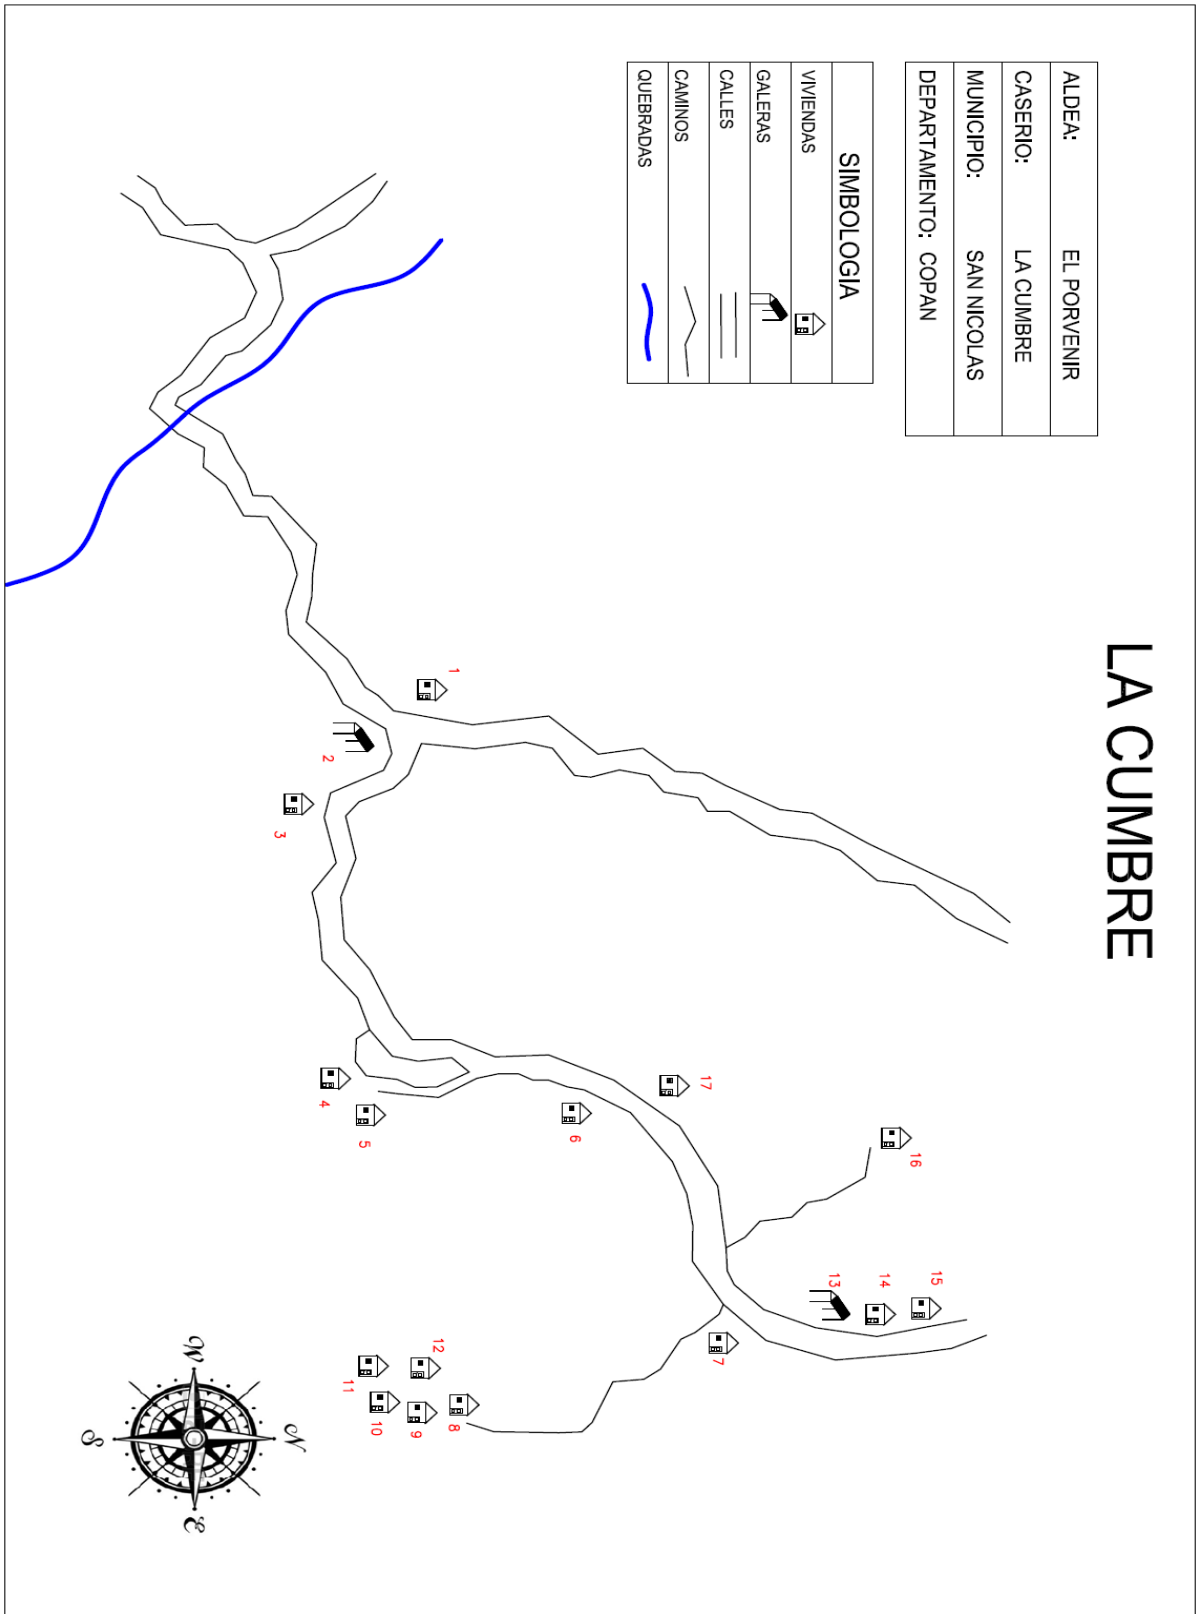 LA CUMBRE
ALDEA: EL PORVENIR
CASERIO: LA CUMBRE
MUNICIPIO: SAN NICOLAS
DEPARTAMENTO: COPAN
SIMBOLOGIA
VIVIENDAS
GALERAS
CALLES
CAMINOS
QUEBRADAS
1
2
3
4
5
6
7
8
9
10
11
12
13
14
15
16
17
N
W
E
S